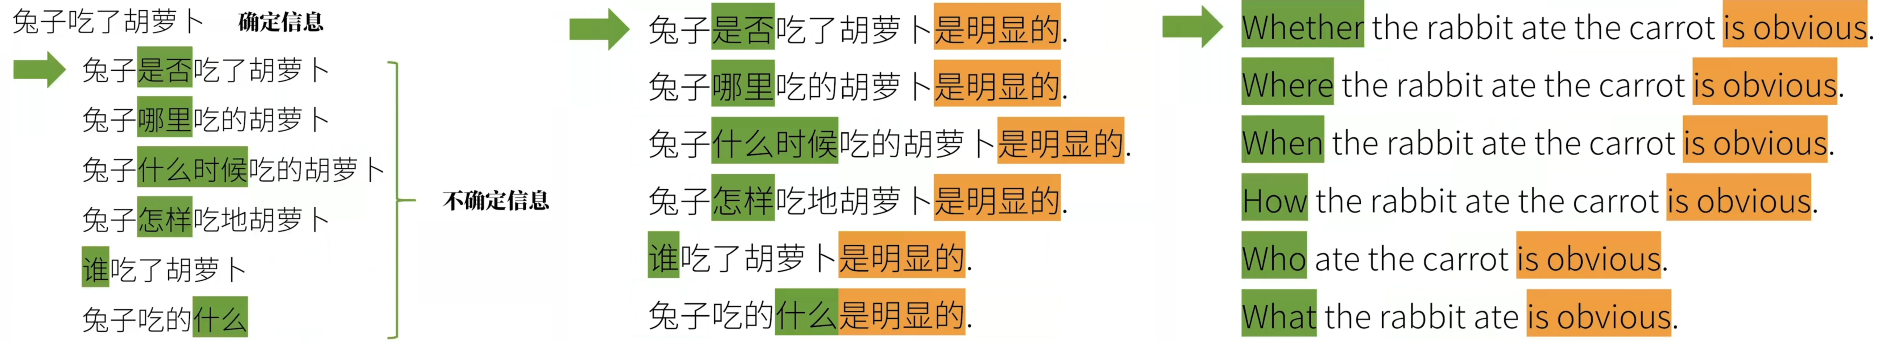 兔子吃了胡萝卜 确定信息
兔子是否吃了胡萝卜
兔子哪里吃的胡萝卜
兔子什么时候吃的胡萝卜
兔子怎样吃地胡萝卜
谁吃了胡萝卜
兔子吃的什么
不确定信息
兔子是否吃了胡萝卜是明显的.
兔子哪里吃的胡萝卜是明显的.
兔子什么时候吃的胡萝卜是明显的.
兔子怎样吃地胡萝卜是明显的.
谁吃了胡萝卜是明显的.
兔子吃的什么是明显的.
Whether the rabbit ate the carrot is obvious.
Where the rabbit ate the carrot is obvious.
When the rabbit ate the carrot is obvious.
How the rabbit ate the carrot is obvious.
Who ate the carrot is obvious.
What the rabbit ate is obvious.